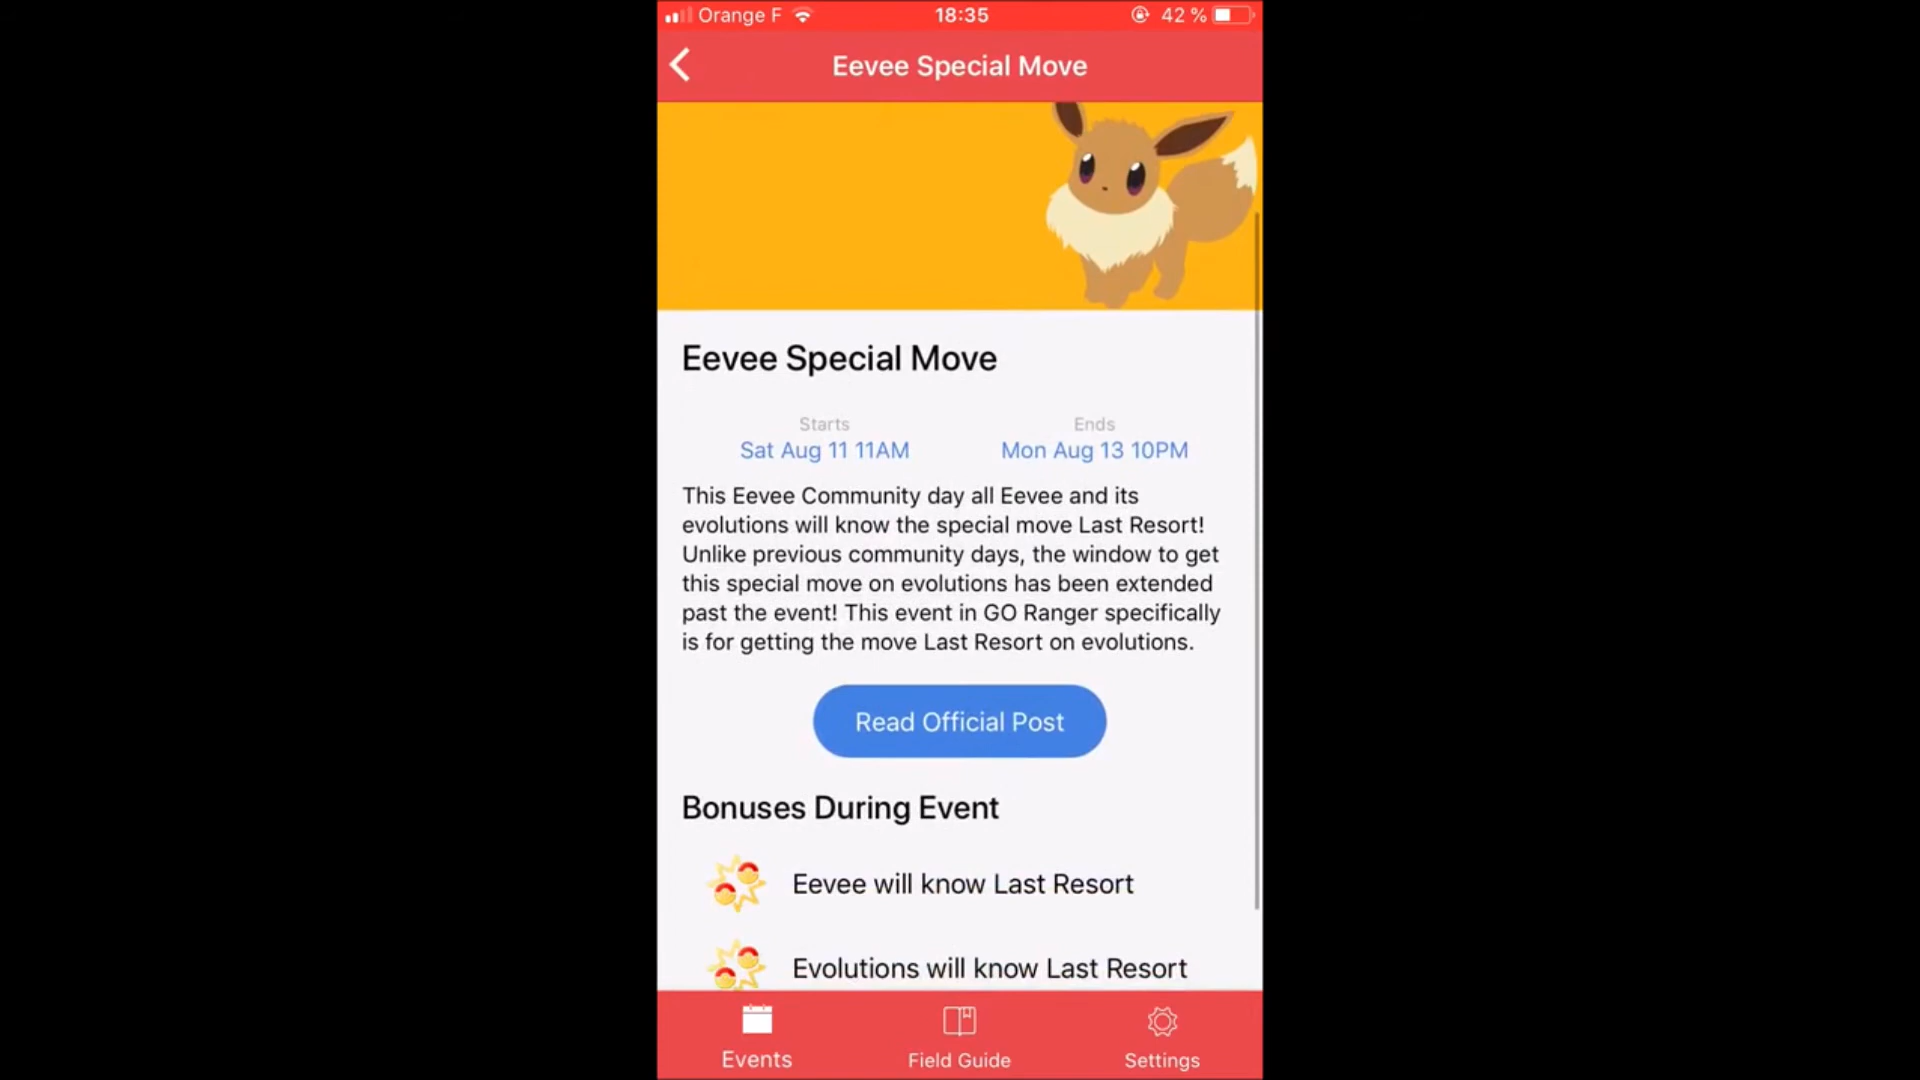 Orange F 18:35 42 %
Eevee Special Move
Eevee Special Move
Starts Ends
Sat Aug 11 11AM Mon Aug 13 10PM
This Eevee Community day all Eevee and its
evolutions will know the special move Last Resort!
Unlike previous community days, the window to get
this special move on evolutions has been extended
past the event! This event in GO Ranger specifically
is for getting the move Last Resort on evolutions.
Read Official Post
Bonuses During Event
Eevee will know Last Resort
Evolutions will know Last Resort
Events Field Guide Settings